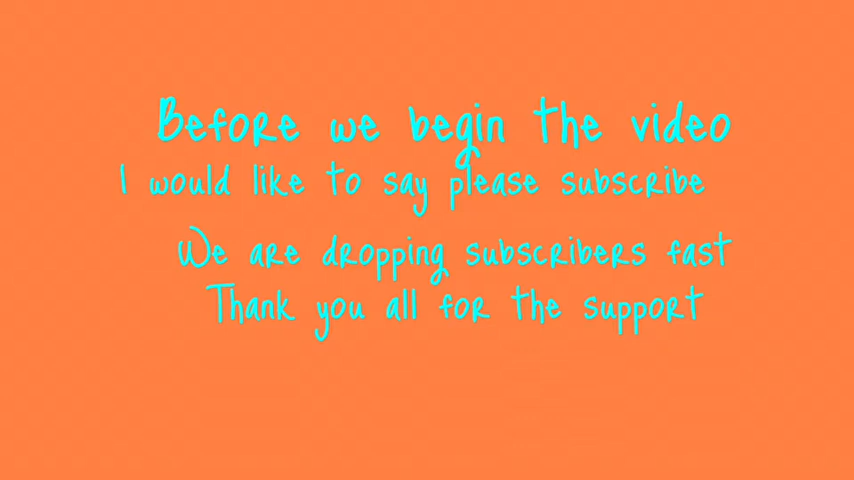 Before we begin the video
I would like to say please subscribe
We are dropping subscribers fast
Thank you all for the support